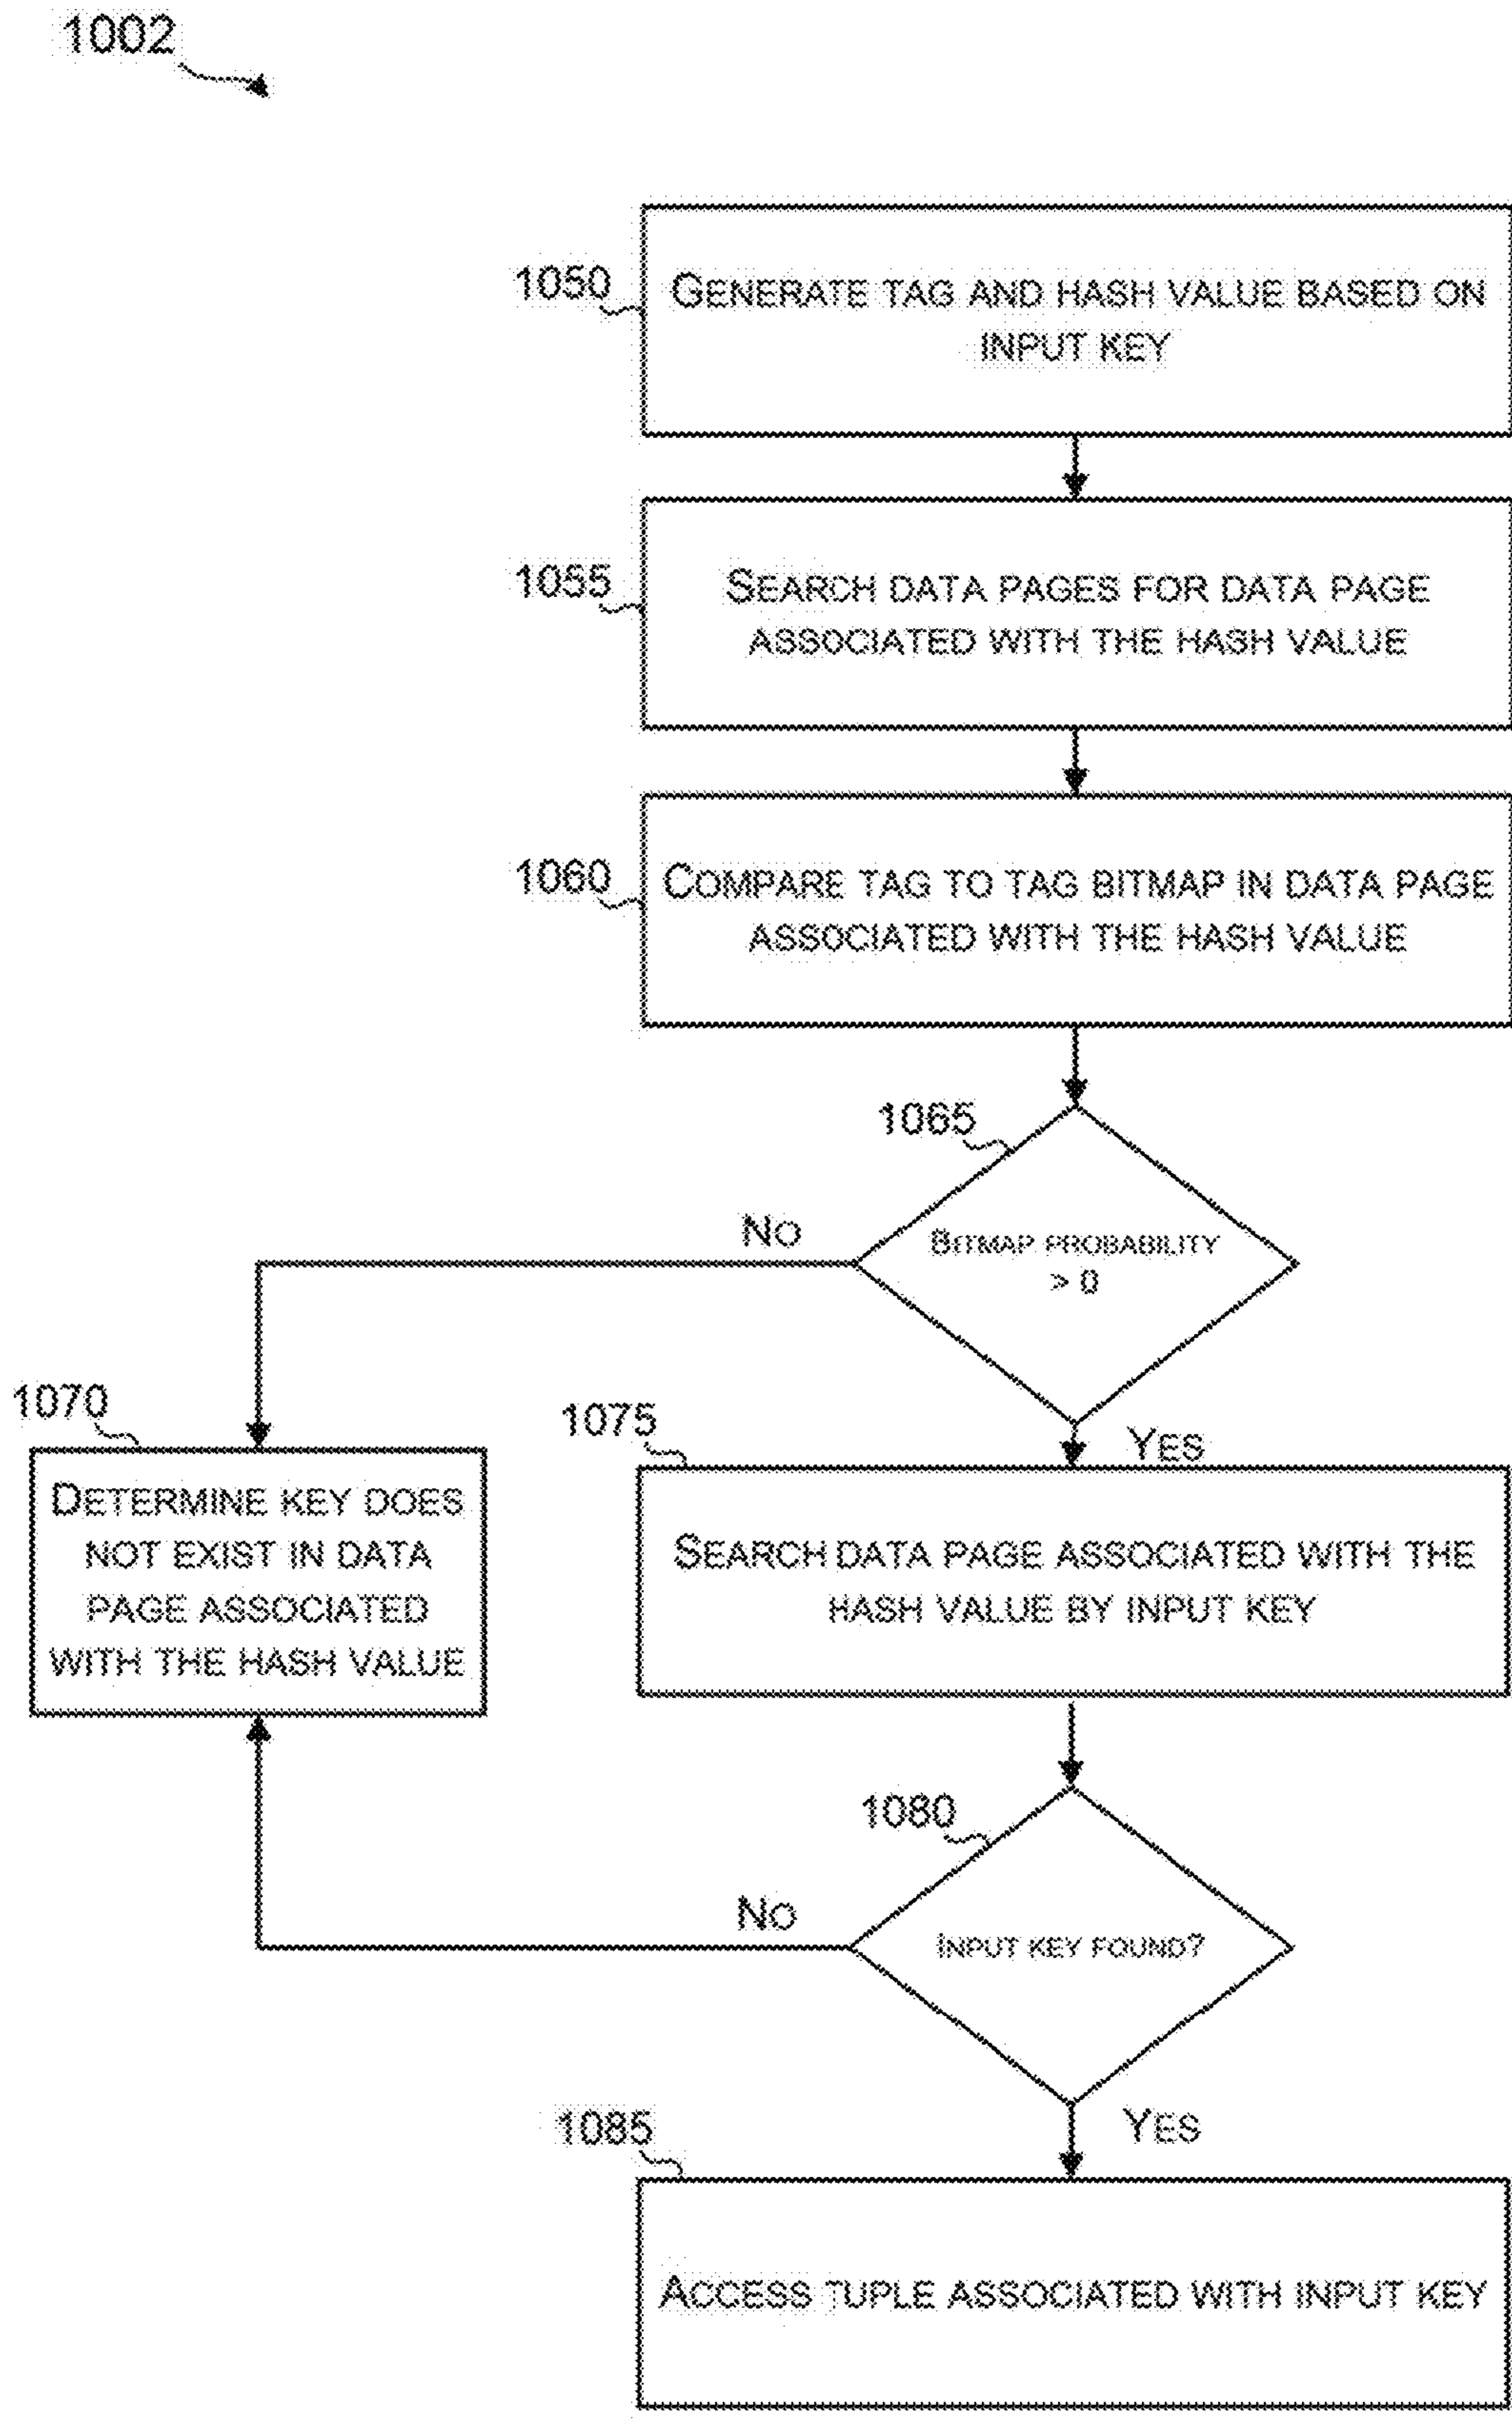 1002
1050
GENERATE TAG AND HASH VALUE BASED ON
INPUT KEY
1055
SEARCH DATA PAGES FOR DATA PAGE
ASSOCIATED WITH THE HASH VALUE
1060
COMPARE TAG TO TAG BITMAP IN DATA PAGE
ASSOCIATED WITH THE HASH VALUE
1065
NO
BITMAP PROBABILITY
> 0
YES
1070
DETERMINE KEY DOES
NOT EXIST IN DATA
PAGE ASSOCIATED
WITH THE HASH VALUE
1075
SEARCH DATA PAGE ASSOCIATED WITH THE
HASH VALUE BY INPUT KEY
1080
NO
INPUT KEY FOUND?
YES
1085
ACCESS TUPLE ASSOCIATED WITH INPUT KEY